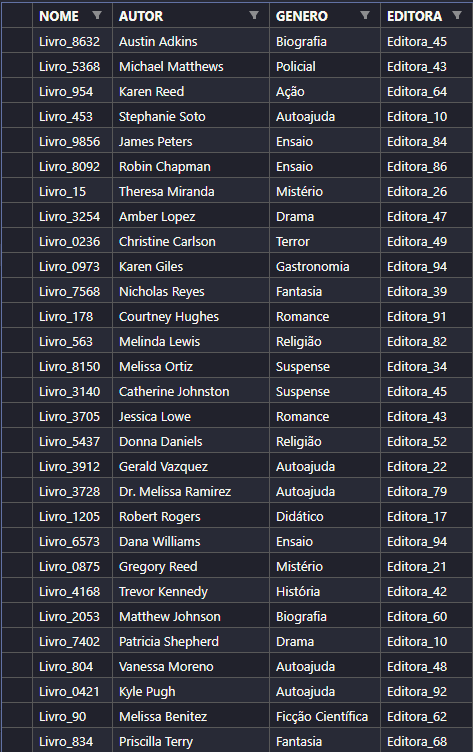 NOME AUTOR GENERO EDITORA
Livro_8632 Austin Adkins Biografia Editora_45
Livro_5368 Michael Matthews Policial Editora_43
Livro_954 Karen Reed Ação Editora_64
Livro_453 Stephanie Soto Autoajuda Editora_10
Livro_9856 James Peters Ensaio Editora_84
Livro_8092 Robin Chapman Ensaio Editora_86
Livro_15 Theresa Miranda Mistério Editora_26
Livro_3254 Amber Lopez Drama Editora_47
Livro_0236 Christine Carlson Terror Editora_49
Livro_0973 Karen Giles Gastronomia Editora_94
Livro_7568 Nicholas Reyes Fantasia Editora_39
Livro_178 Courtney Hughes Romance Editora_91
Livro_563 Melinda Lewis Religião Editora_82
Livro_8150 Melissa Ortiz Suspense Editora_34
Livro_3140 Catherine Johnston Suspense Editora_45
Livro_3705 Jessica Lowe Romance Editora_43
Livro_5437 Donna Daniels Religião Editora_52
Livro_3912 Gerald Vazquez Autoajuda Editora_22
Livro_3728 Dr. Melissa Ramirez Autoajuda Editora_79
Livro_1205 Robert Rogers Didático Editora_17
Livro_6573 Dana Williams Ensaio Editora_94
Livro_0875 Gregory Reed Mistério Editora_21
Livro_4168 Trevor Kennedy História Editora_42
Livro_2053 Matthew Johnson Biografia Editora_60
Livro_7402 Patricia Shepherd Drama Editora_10
Livro_804 Vanessa Moreno Autoajuda Editora_48
Livro_0421 Kyle Pugh Autoajuda Editora_92
Livro_90 Melissa Benitez Ficção Científica Editora_62
Livro_834 Priscilla Terry Fantasia Editora_68